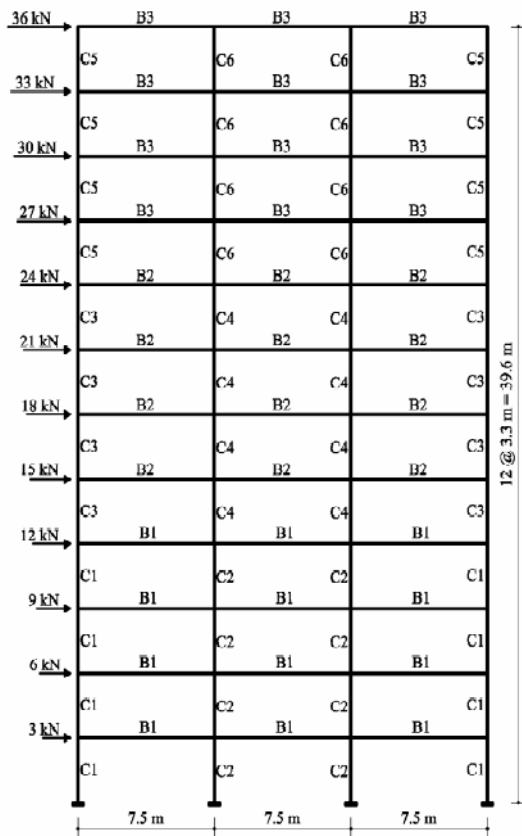 36 kN B3 B3 B3
C5 C6 C6 C5
33 kN B3 B3 B3
C5 C6 C6 C5
30 kN B3 B3 B3
C5 C6 C6 C5
27 kN B3 B3 B3
C5 C6 C6 C5
24 kN B2 B2 B2
C3 C4 C4 C3
21 kN B2 B2 B2
C3 C4 C4 C3
18 kN B2 B2 B2
C3 C4 C4 C3
15 kN B2 B2 B2
C3 C4 C4 C3
12 kN B1 B1 B1
C1 C2 C2 C1
9 kN B1 B1 B1
C1 C2 C2 C1
6 kN B1 B1 B1
C1 C2 C2 C1
3 kN B1 B1 B1
C1 C2 C2 C1
7.5 m 7.5 m 7.5 m
12 @ 3.3 m = 39.6 m